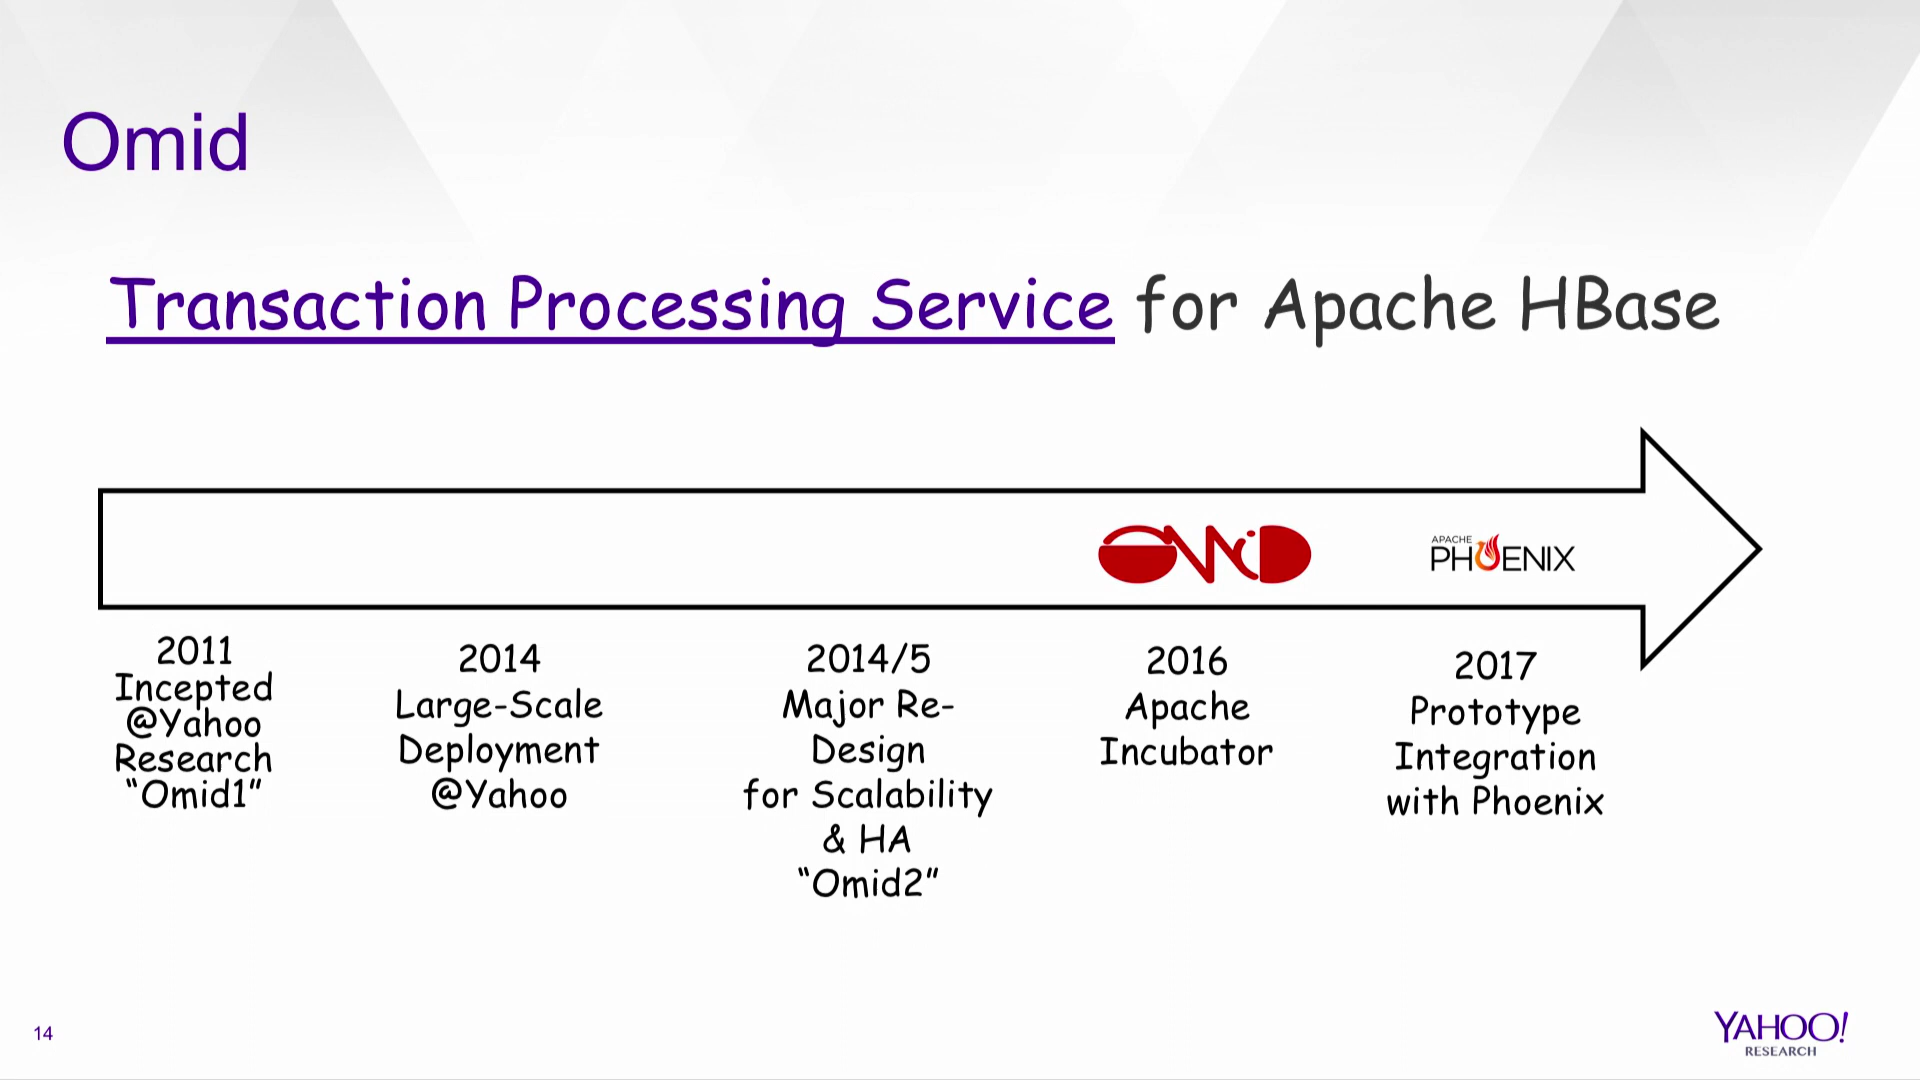 Omid
Transaction Processing Service for Apache HBase
OMiD
APACHE
PHOENIX
2011
Incepted
@Yahoo
Research
“Omid1”
2014
Large-Scale
Deployment
@Yahoo
2014/5
Major Re-
Design
for Scalability
& HA
“Omid2”
2016
Apache
Incubator
2017
Prototype
Integration
with Phoenix
14
YAHOO!
RESEARCH